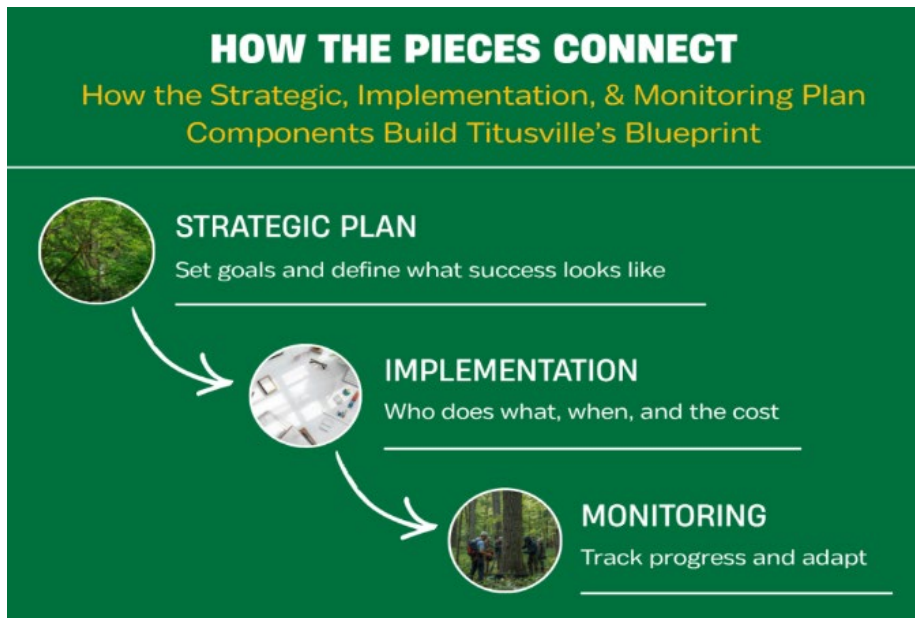 HOW THE PIECES CONNECT
How the Strategic, Implementation, & Monitoring Plan
Components Build Titusville's Blueprint
STRATEGIC PLAN
Set goals and define what success looks like
IMPLEMENTATION
Who does what, when, and the cost
MONITORING
Track progress and adapt